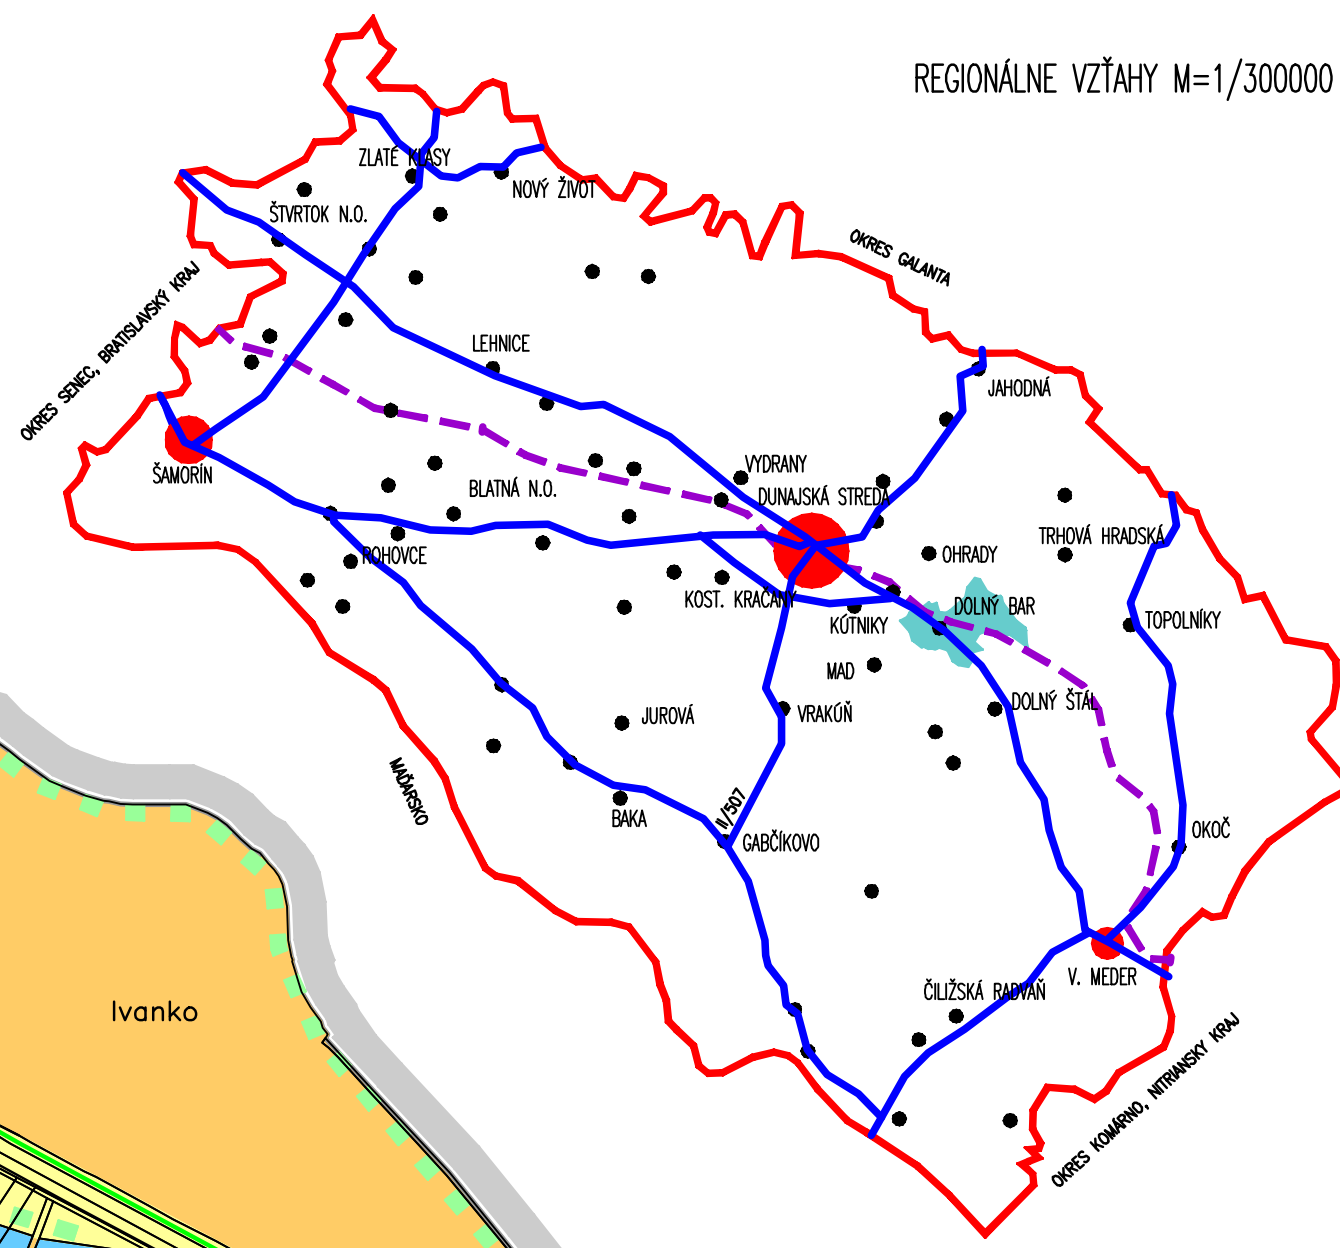 REGIONÁLNE VZŤAHY M=1/300000
ZLATÉ KLASY
NOVÝ ŽIVOT
ŠTVRTOK N.O.
OKRES GALANTA
OKRES SENEC, BRATISLAVSKÝ KRAJ
LEHNICE
JAHODNÁ
ŠAMORÍN
VYDRANY
BLATNÁ N.O.
DUNAJSKÁ STREDA
TRHOVÁ HRADSKÁ
ROHOVCE
OHRADY
KOST. KRAČANY
DOLNÝ BAR
KÚTNIKY
TOPOLNÍKY
MAD
DOLNÝ ŠTÁL
JUROVÁ
VRAKÚŇ
MAĎARSKO
II/507
BAKA
GABČÍKOVO
OKOČ
V. MEDER
ČILIŽSKÁ RADVAŇ
Ivanko
OKRES KOMÁRNO, NITRIANSKY KRAJ